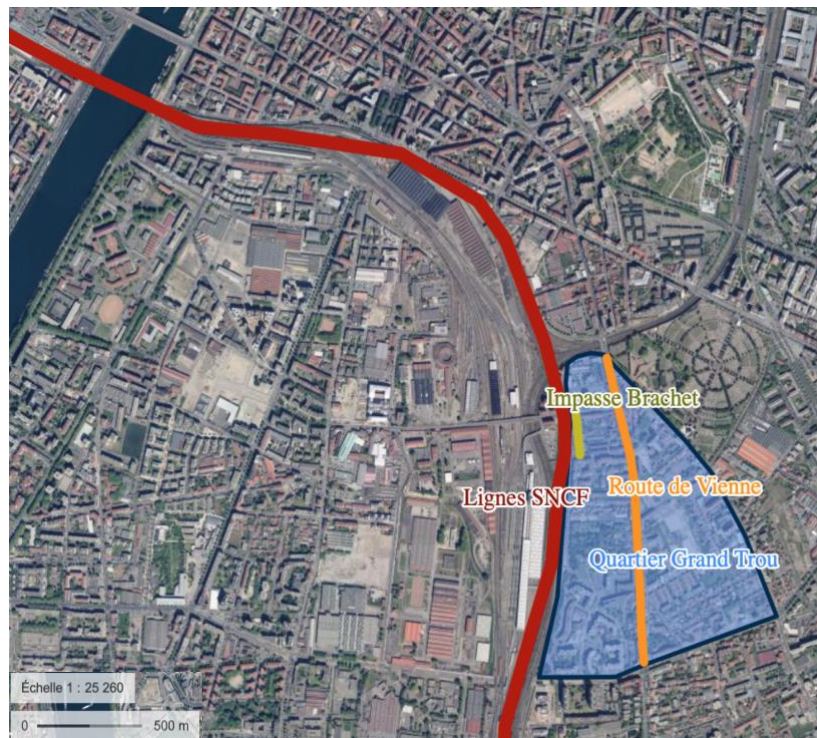 Impasse Brachet
Route de Vienne
Lignes SNCF
Quartier Grand Trou
Échelle 1 : 25 260
0 500 m